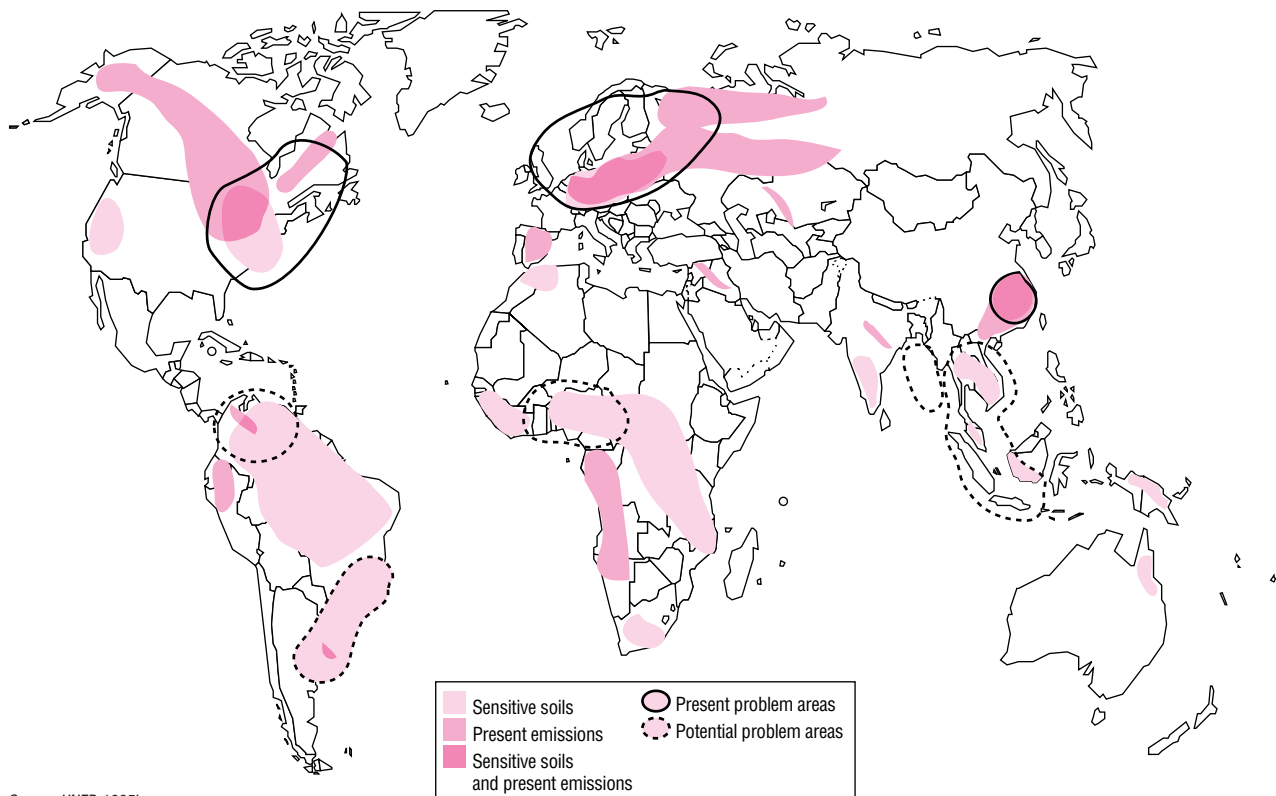 Sensitive soils
Present emissions
Sensitive soils
and present emissions
Present problem areas
Potential problem areas